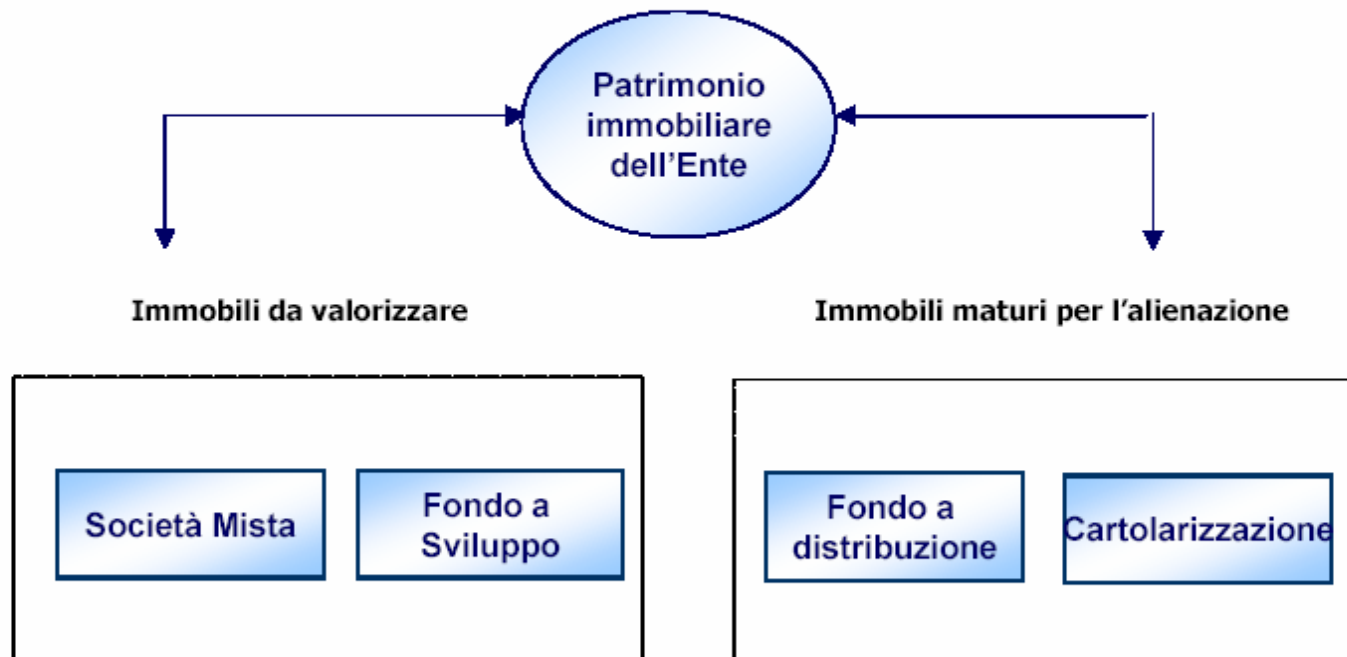 Patrimonio
immobiliare
dell'Ente
Immobili da valorizzare
Immobili maturi per l'alienazione
Società Mista
Fondo a
Sviluppo
Fondo a
distribuzione
Cartolarizzazione